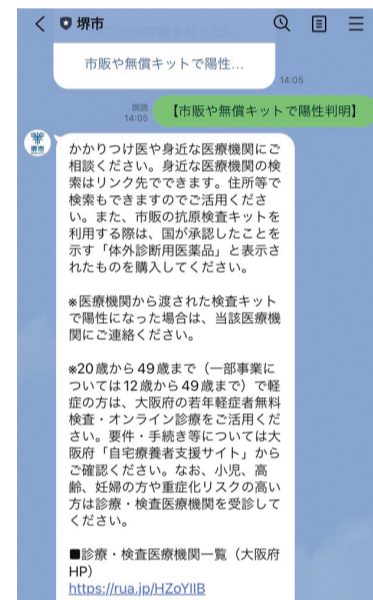 堺市
市販や無償キットで陽性...
14:05
既読
14:05
【市販や無償キットで陽性判明】
堺市
かかりつけ医や身近な医療機関にご
相談ください。身近な医療機関の検
索はリンク先でできます。住所等で
検索もできますのでご活用くださ
い。また、市販の抗原検査キットを
利用する際は、国が承認したことを
示す「体外診断用医薬品」と表示さ
れたものを購入してください。
※医療機関から渡された検査キット
で陽性になった場合は、当該医療機
関にご連絡ください。
※20歳から49歳まで（一部事業に
ついては12歳から49歳まで）で軽
症の方は、大阪府の若年軽症者無料
検査・オンライン診療をご活用くだ
さい。要件・手続き等については大
阪府「自宅療養者支援サイト」から
ご確認ください。なお、小児、高
齢、妊婦の方や重症化リスクの高い
方は診療・検査医療機関を受診して
ください。
■診療・検査医療機関一覧（大阪府
HP）
https://rua.jp/HZoYIIB